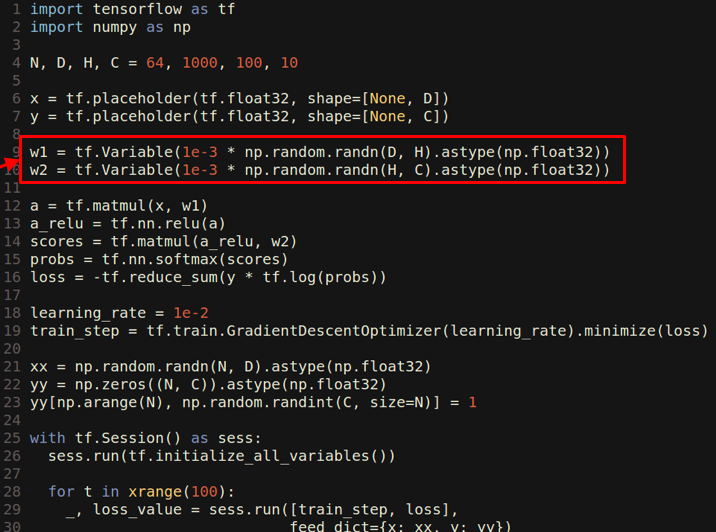 1 import tensorflow as tf
2 import numpy as np
3
4 N, D, H, C = 64, 1000, 100, 10
5
6 x = tf.placeholder(tf.float32, shape=[None, D])
7 y = tf.placeholder(tf.float32, shape=[None, C])
8
9 w1 = tf.Variable(1e-3 * np.random.randn(D, H).astype(np.float32))
10 w2 = tf.Variable(1e-3 * np.random.randn(H, C).astype(np.float32))
11
12 a = tf.matmul(x, w1)
13 a_relu = tf.nn.relu(a)
14 scores = tf.matmul(a_relu, w2)
15 probs = tf.nn.softmax(scores)
16 loss = -tf.reduce_sum(y * tf.log(probs))
17
18 learning_rate = 1e-2
19 train_step = tf.train.GradientDescentOptimizer(learning_rate).minimize(loss)
20
21 xx = np.random.randn(N, D).astype(np.float32)
22 yy = np.zeros((N, C)).astype(np.float32)
23 yy[np.arange(N), np.random.randint(C, size=N)] = 1
24
25 with tf.Session() as sess:
26   sess.run(tf.initialize_all_variables())
27
28   for t in xrange(100):
29     _, loss_value = sess.run([train_step, loss],
30                              feed_dict={x: xx, y: yy})